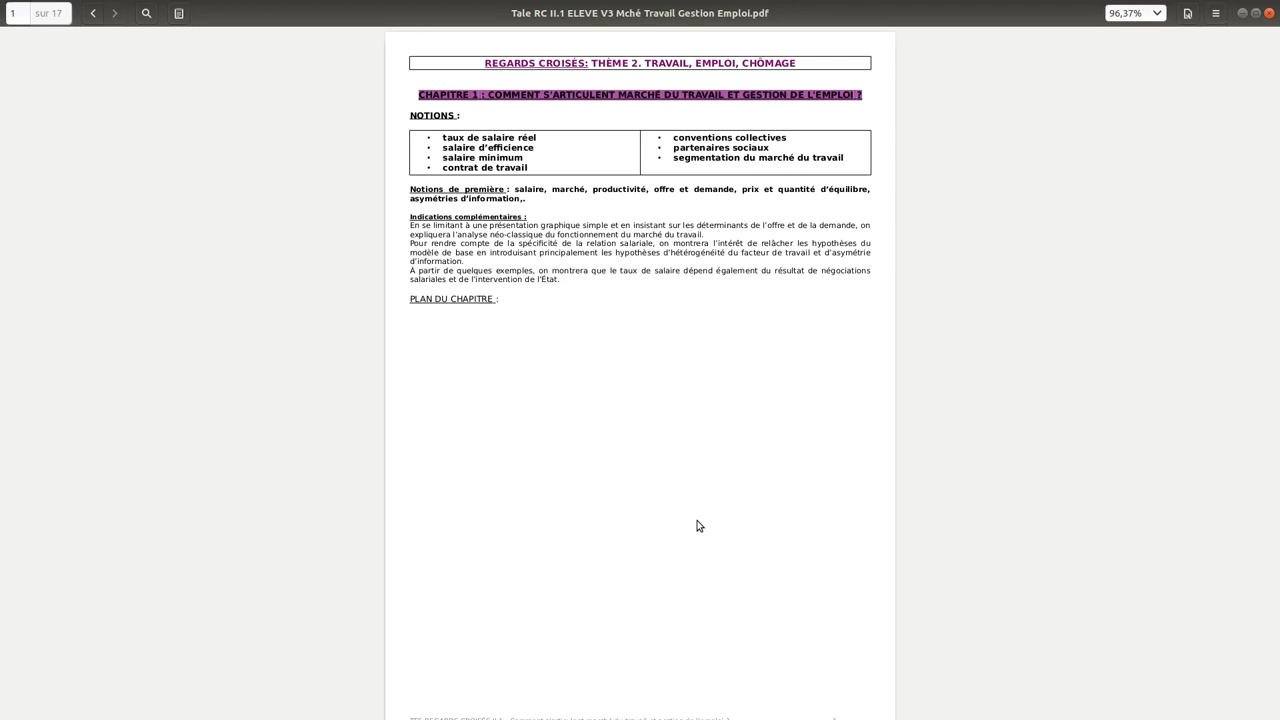 1 sur 17 Tale RC II.1 ELEVE V3 Mché Travail Gestion Emploi.pdf 96,37%
REGARDS CROISÉS: THÈME 2. TRAVAIL, EMPLOI, CHÔMAGE
CHAPITRE 1 : COMMENT S'ARTICULENT MARCHÉ DU TRAVAIL ET GESTION DE L'EMPLOI ?
NOTIONS :
• taux de salaire réel
• salaire d'efficience
• salaire minimum
• contrat de travail
• conventions collectives
• partenaires sociaux
• segmentation du marché du travail
Notions de première : salaire, marché, productivité, offre et demande, prix et quantité d'équilibre,
asymétries d'information,.
Indications complémentaires :
En se limitant à une présentation graphique simple et en insistant sur les déterminants de l'offre et de la demande, on
expliquera l'analyse néo-classique du fonctionnement du marché du travail.
Pour rendre compte de la spécificité de la relation salariale, on montrera l'intérêt de relâcher les hypothèses du
modèle de base en introduisant principalement les hypothèses d'hétérogénéité du facteur de travail et d'asymétrie
d'information.
À partir de quelques exemples, on montrera que le taux de salaire dépend également du résultat de négociations
salariales et de l'intervention de l'État.
PLAN DU CHAPITRE :